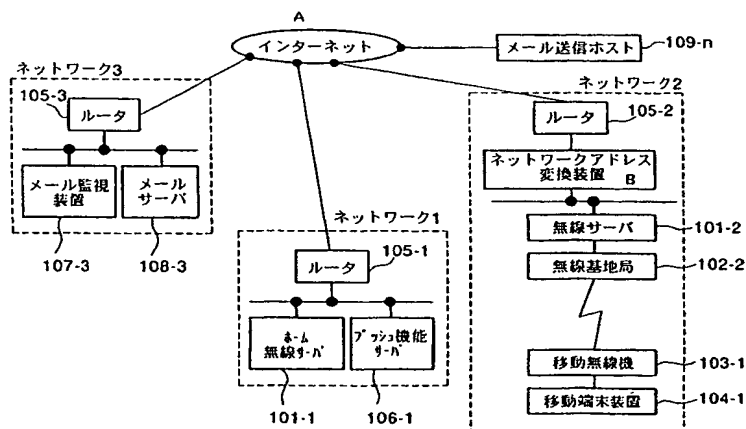 A
インターネット
メール送信ホスト
109-n
ネットワーク3
105-3
ルータ
メール監視
装置
メール
サーバ
107-3
108-3
ネットワーク1
ルータ
105-1
ホーム
無線サーバ
プッシュ機能
サーバ
101-1
106-1
ネットワーク2
ルータ
105-2
ネットワークアドレス
変換装置 B
無線サーバ
101-2
無線基地局
102-2
移動無線機
103-1
移動端末装置
104-1